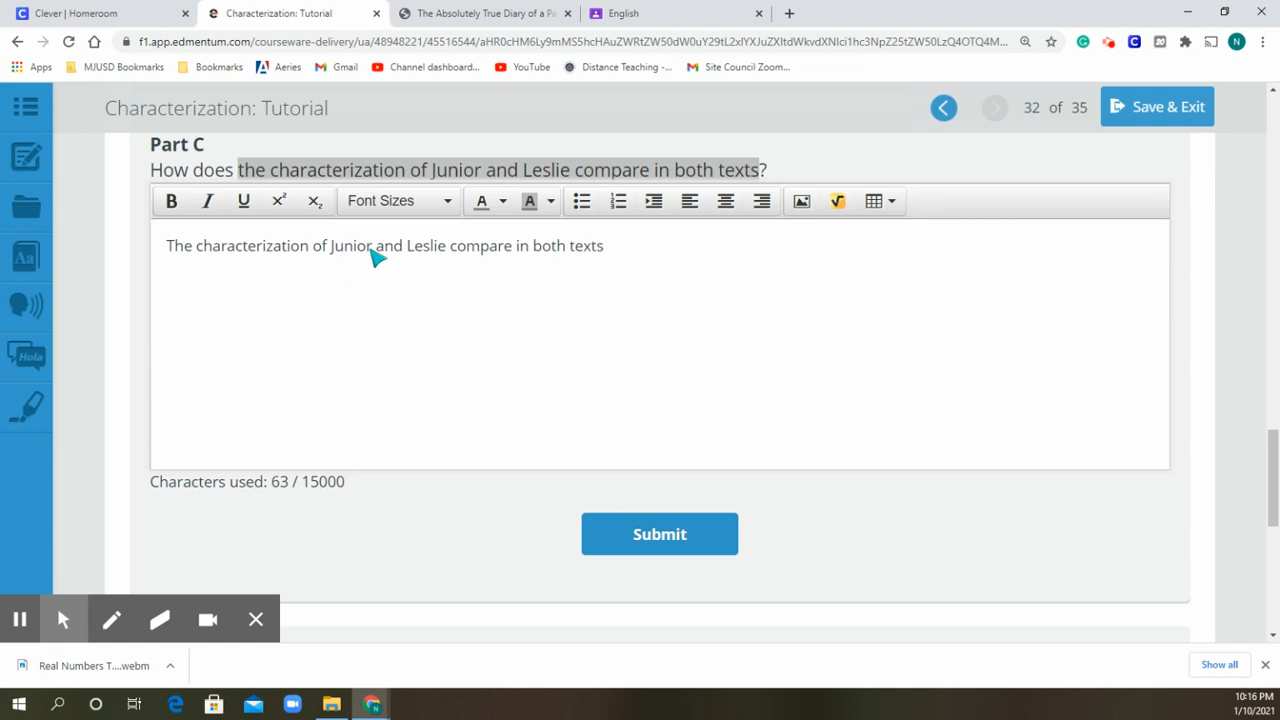 Clever | Homeroom
Characterization: Tutorial
The Absolutely True Diary of a Pa
English
f1.app.edmentum.com/courseware-delivery/ua/48948221/45516544/
Apps
MJUSD Bookmarks
Bookmarks
Aeries
Gmail
Channel dashboard...
YouTube
Distance Teaching -...
Site Council Zoom...
Characterization: Tutorial
32 of 35
Save & Exit
Part C
How does the characterization of Junior and Leslie compare in both texts?
B I U X² X₂ Font Sizes A A
The characterization of Junior and Leslie compare in both texts
Characters used: 63 / 15000
Submit
Aa
Hola
Real Numbers T....webm
Show all
10:16 PM
1/10/2021